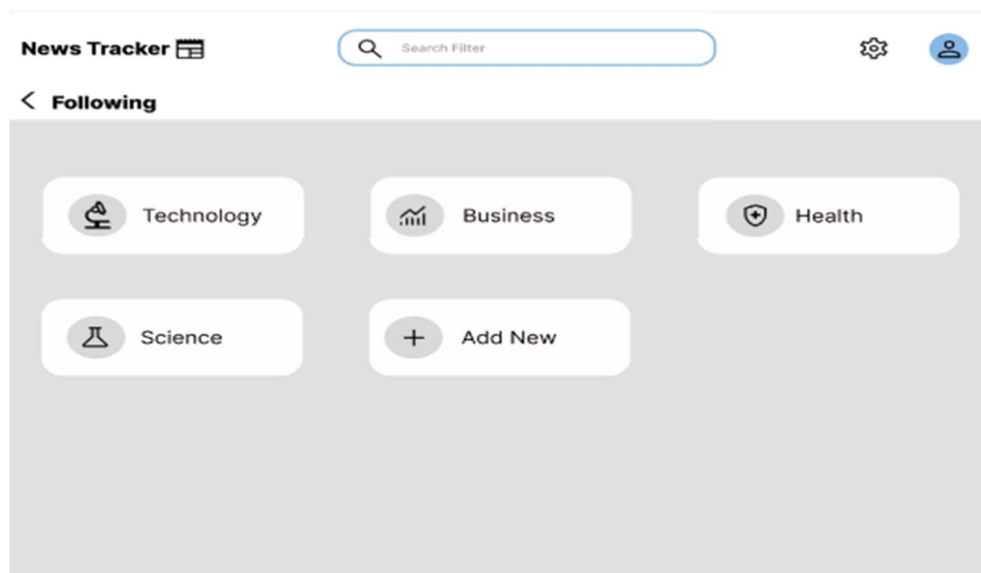 News Tracker
Search Filter
Following
Technology
Business
Health
Science
Add New